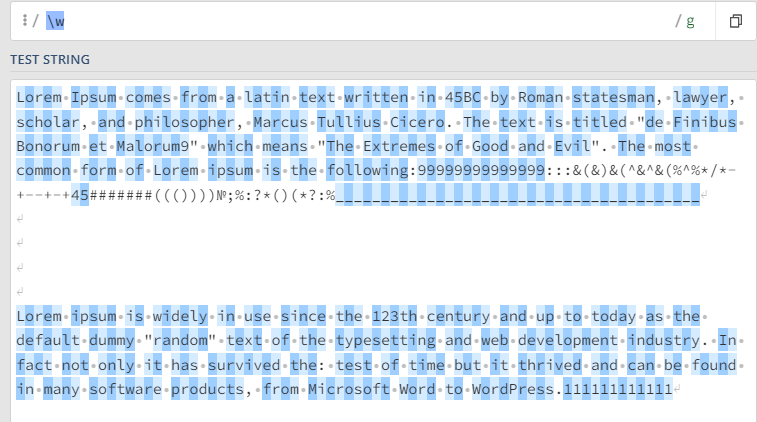 / \w / g
TEST STRING
Lorem Ipsum comes from a latin text written in 45BC by Roman statesman, lawyer,
scholar, and philosopher, Marcus Tullius Cicero. The text is titled "de Finibus
Bonorum et Malorum9" which means "The Extremes of Good and Evil". The most
common form of Lorem ipsum is the following:99999999999999:::&(&)&(^&^&(%^%*/*-
+--+-+45#######((())))№;%:?*()(*?:%________________________________________
Lorem ipsum is widely in use since the 123th century and up to today as the
default dummy "random" text of the typesetting and web development industry. In
fact not only it has survived the: test of time but it thrived and can be found
in many software products, from Microsoft Word to WordPress.111111111111